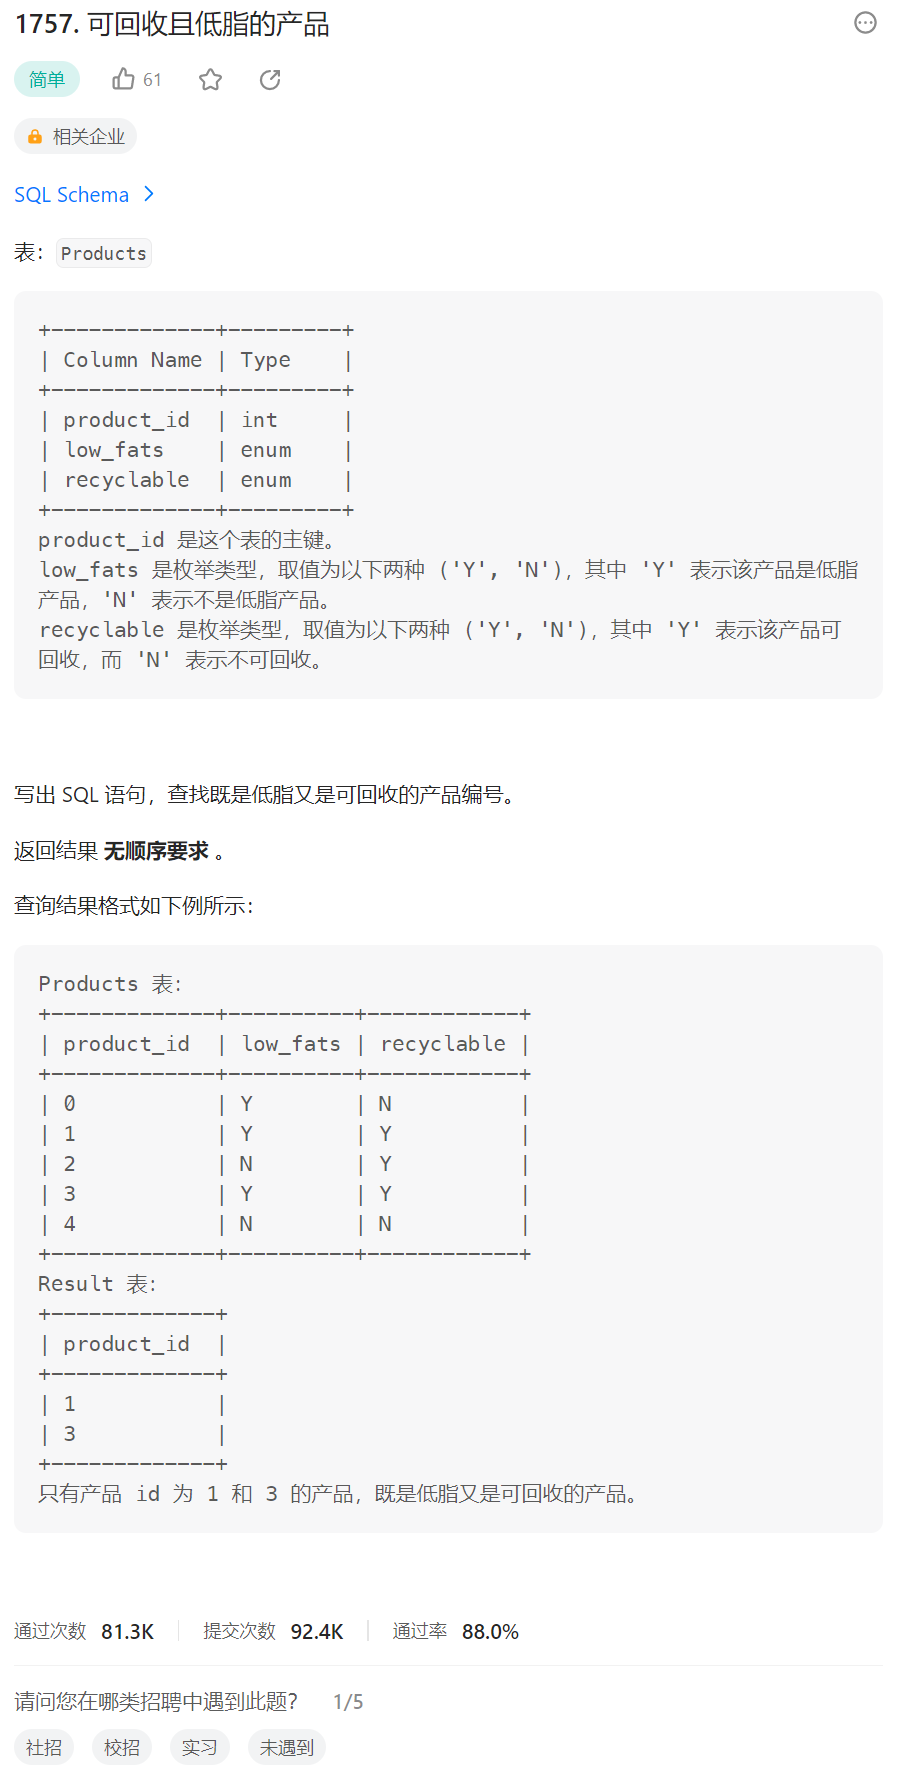 1757. 可回收且低脂的产品
简单 61
相关企业
SQL Schema
表： Products
+-------------+---------+
| Column Name | Type    |
+-------------+---------+
| product_id  | int     |
| low_fats    | enum    |
| recyclable  | enum    |
+-------------+---------+
product_id 是这个表的主键。
low_fats 是枚举类型，取值为以下两种 ('Y', 'N')，其中 'Y' 表示该产品是低脂
产品，'N' 表示不是低脂产品。
recyclable 是枚举类型，取值为以下两种 ('Y', 'N')，其中 'Y' 表示该产品可
回收，而 'N' 表示不可回收。
写出 SQL 语句，查找既是低脂又是可回收的产品编号。
返回结果 无顺序要求 。
查询结果格式如下例所示：
Products 表：
+-------------+----------+------------+
| product_id  | low_fats | recyclable |
+-------------+----------+------------+
| 0           | Y        | N          |
| 1           | Y        | Y          |
| 2           | N        | Y          |
| 3           | Y        | Y          |
| 4           | N        | N          |
+-------------+----------+------------+
Result 表：
+-------------+
| product_id  |
+-------------+
| 1           |
| 3           |
+-------------+
只有产品 id 为 1 和 3 的产品，既是低脂又是可回收的产品。
通过次数 81.3K 提交次数 92.4K 通过率 88.0%
请问您在哪类招聘中遇到此题？ 1/5
社招 校招 实习 未遇到